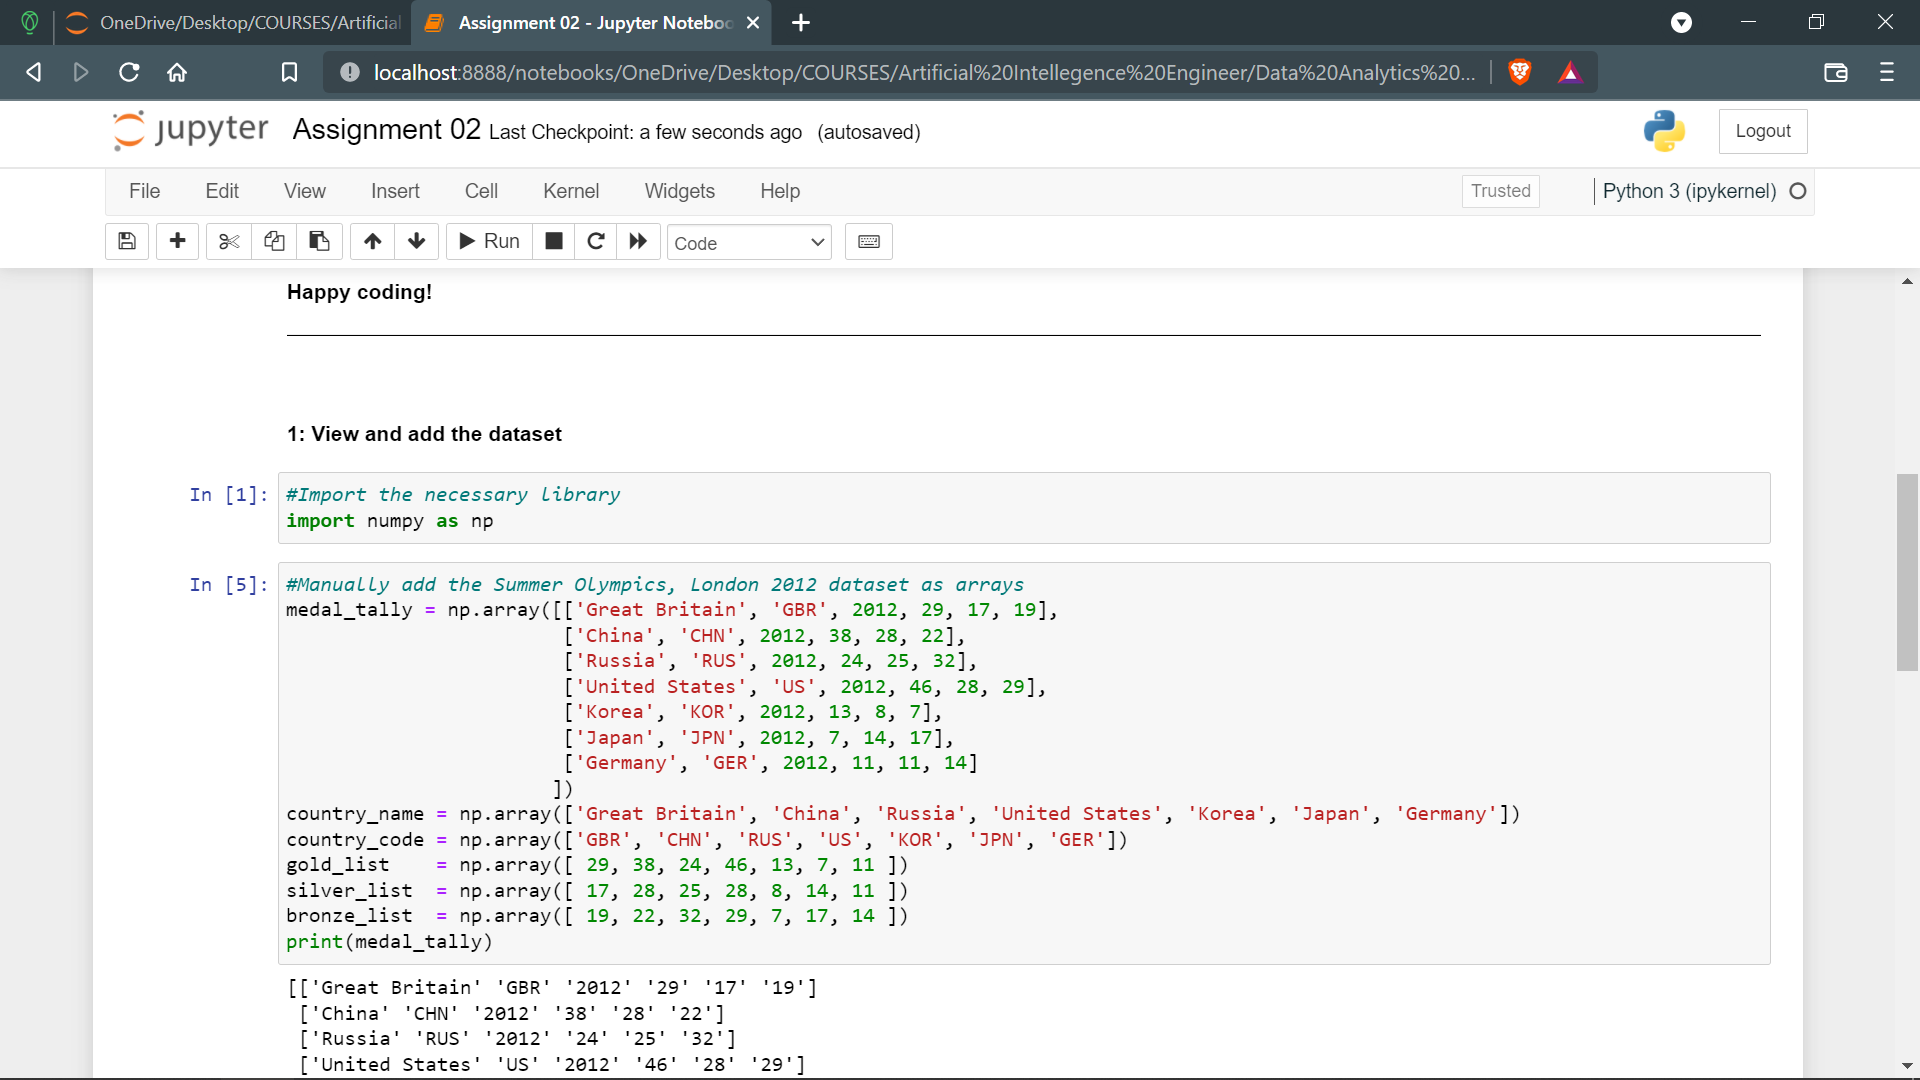 OneDrive/Desktop/COURSES/Artificial
Assignment 02 - Jupyter Noteboo
localhost:8888/notebooks/OneDrive/Desktop/COURSES/Artificial%20Intellegence%20Engineer/Data%20Analytics%20...
jupyter Assignment 02 Last Checkpoint: a few seconds ago (autosaved)
Logout
File Edit View Insert Cell Kernel Widgets Help
Trusted
Python 3 (ipykernel)
Run
Code
Happy coding!
1: View and add the dataset
In [1]: #Import the necessary library
import numpy as np
In [5]: #Manually add the Summer Olympics, London 2012 dataset as arrays
medal_tally = np.array([['Great Britain', 'GBR', 2012, 29, 17, 19],
['China', 'CHN', 2012, 38, 28, 22],
['Russia', 'RUS', 2012, 24, 25, 32],
['United States', 'US', 2012, 46, 28, 29],
['Korea', 'KOR', 2012, 13, 8, 7],
['Japan', 'JPN', 2012, 7, 14, 17],
['Germany', 'GER', 2012, 11, 11, 14]
])
country_name = np.array(['Great Britain', 'China', 'Russia', 'United States', 'Korea', 'Japan', 'Germany'])
country_code = np.array(['GBR', 'CHN', 'RUS', 'US', 'KOR', 'JPN', 'GER'])
gold_list    = np.array([ 29, 38, 24, 46, 13, 7, 11 ])
silver_list  = np.array([ 17, 28, 25, 28, 8, 14, 11 ])
bronze_list  = np.array([ 19, 22, 32, 29, 7, 17, 14 ])
print(medal_tally)
[['Great Britain' 'GBR' '2012' '29' '17' '19']
['China' 'CHN' '2012' '38' '28' '22']
['Russia' 'RUS' '2012' '24' '25' '32']
['United States' 'US' '2012' '46' '28' '29']